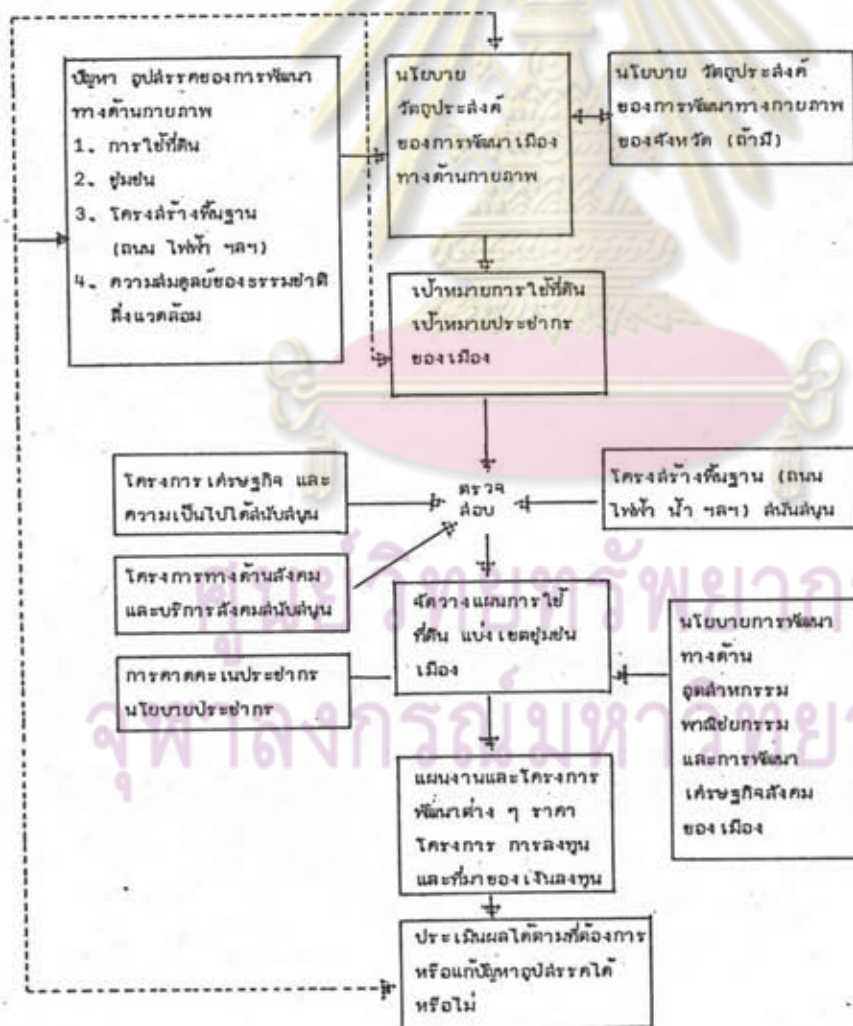 ปัญหา อุปสรรคของการพัฒนา
ทางด้านกายภาพ
1. การใช้ที่ดิน
2. ชุมชน
3. โครงสร้างพื้นฐาน
(ถนน ไฟฟ้า ฯลฯ)
4. ความสมดุลย์ของธรรมชาติ
สิ่งแวดล้อม
นโยบาย
วัตถุประสงค์
ของการพัฒนาเมือง
ทางด้านกายภาพ
นโยบาย วัตถุประสงค์
ของการพัฒนาทางกายภาพ
ของจังหวัด (ถ้ามี)
เป้าหมายการใช้ที่ดิน
เป้าหมายประชากร
ของเมือง
โครงการเศรษฐกิจ และ
ความเป็นไปได้สนับสนุน
ตรวจ
สอบ
โครงสร้างพื้นฐาน (ถนน
ไฟฟ้า น้ำ ฯลฯ) สนับสนุน
โครงการทางด้านสังคม
และบริการสังคมสนับสนุน
จัดวางแผนการใช้
ที่ดิน แบ่งเขตชุมชน
เมือง
การคาดคะเนประชากร
นโยบายประชากร
นโยบายการพัฒนา
ทางด้าน
อุตสาหกรรม
พาณิชยกรรม
และการพัฒนา
เศรษฐกิจสังคม
ของเมือง
แผนงานและโครงการ
พัฒนาต่าง ๆ ราคา
โครงการ การลงทุน
และที่มาของเงินลงทุน
ประเมินผลได้ตามที่ต้องการ
หรือแก้ปัญหาอุปสรรคได้
หรือไม่
ศูนย์วิทยทรัพยาก
จุฬาลงกรณ์มหาวิทยา